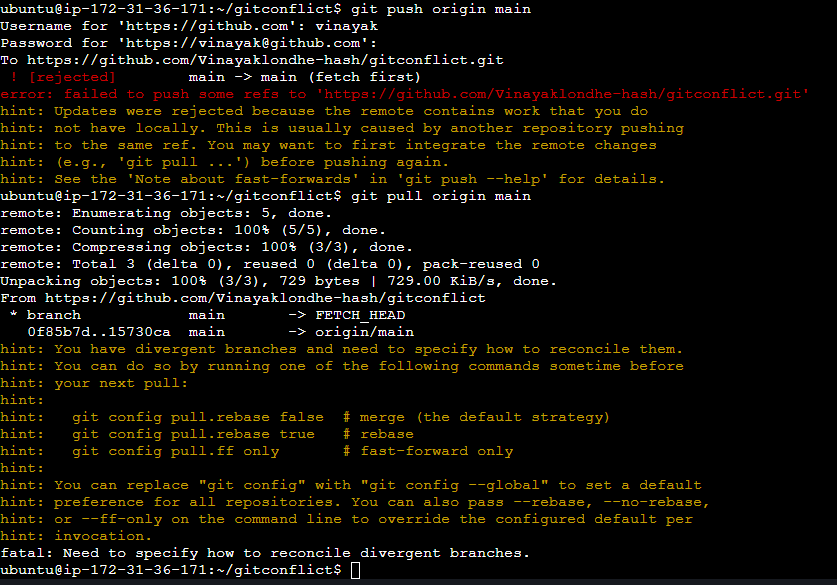 ubuntu@ip-172-31-36-171:~/gitconflict$ git push origin main
Username for 'https://github.com': vinayak
Password for 'https://vinayak@github.com':
To https://github.com/Vinayaklondhe-hash/gitconflict.git
 ! [rejected]        main -> main (fetch first)
error: failed to push some refs to 'https://github.com/Vinayaklondhe-hash/gitconflict.git'
hint: Updates were rejected because the remote contains work that you do
hint: not have locally. This is usually caused by another repository pushing
hint: to the same ref. You may want to first integrate the remote changes
hint: (e.g., 'git pull ...') before pushing again.
hint: See the 'Note about fast-forwards' in 'git push --help' for details.
ubuntu@ip-172-31-36-171:~/gitconflict$ git pull origin main
remote: Enumerating objects: 5, done.
remote: Counting objects: 100% (5/5), done.
remote: Compressing objects: 100% (3/3), done.
remote: Total 3 (delta 0), reused 0 (delta 0), pack-reused 0
Unpacking objects: 100% (3/3), 729 bytes | 729.00 KiB/s, done.
From https://github.com/Vinayaklondhe-hash/gitconflict
 * branch            main       -> FETCH_HEAD
   0f85b7d..15730ca  main       -> origin/main
hint: You have divergent branches and need to specify how to reconcile them.
hint: You can do so by running one of the following commands sometime before
hint: your next pull:
hint:
hint:   git config pull.rebase false  # merge (the default strategy)
hint:   git config pull.rebase true   # rebase
hint:   git config pull.ff only       # fast-forward only
hint:
hint: You can replace "git config" with "git config --global" to set a default
hint: preference for all repositories. You can also pass --rebase, --no-rebase,
hint: or --ff-only on the command line to override the configured default per
hint: invocation.
fatal: Need to specify how to reconcile divergent branches.
ubuntu@ip-172-31-36-171:~/gitconflict$